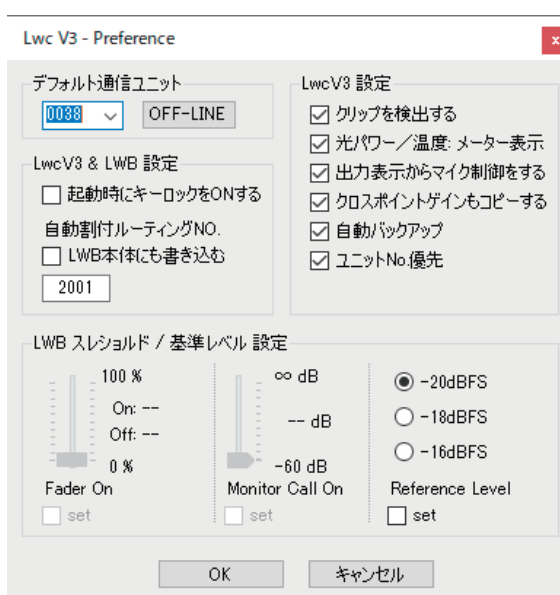 Lwc V3 - Preference
x
デフォルト通信ユニット
0038
OFF-LINE
LwcV3 & LWB 設定
起動時にキーロックをONする
自動割付ルーティングNO.
LWB本体にも書き込む
2001
LwcV3 設定
クリップを検出する
光パワー／温度: メーター表示
出力表示からマイク制御をする
クロスポイントゲインもコピーする
自動バックアップ
ユニットNo.優先
LWB スレショルド / 基準レベル 設定
100 %
On: --
Off: --
0 %
Fader On
set
∞ dB
-- dB
-60 dB
Monitor Call On
set
-20dBFS
-18dBFS
-16dBFS
Reference Level
set
OK
キャンセル